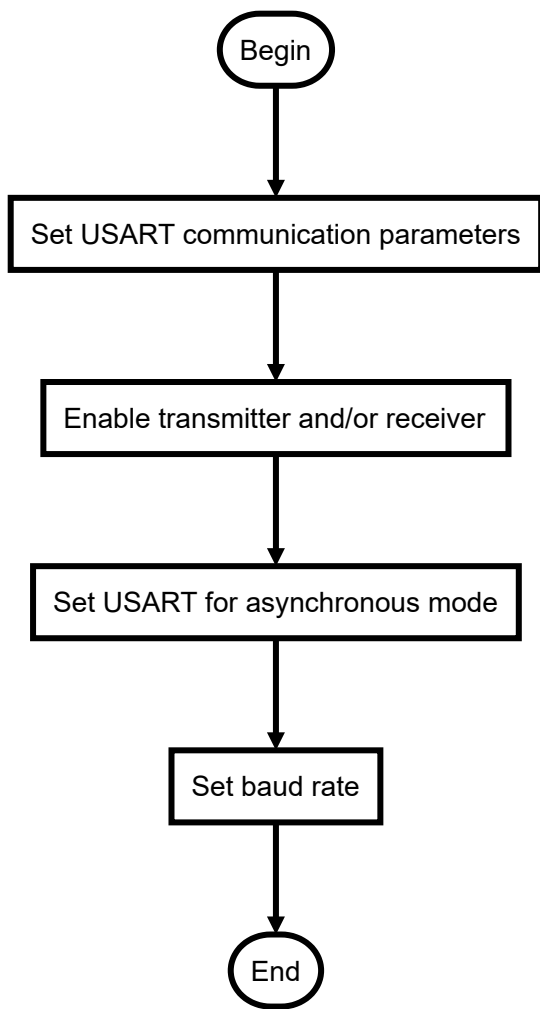 Begin
Set USART communication parameters
Enable transmitter and/or receiver
Set USART for asynchronous mode
Set baud rate
End